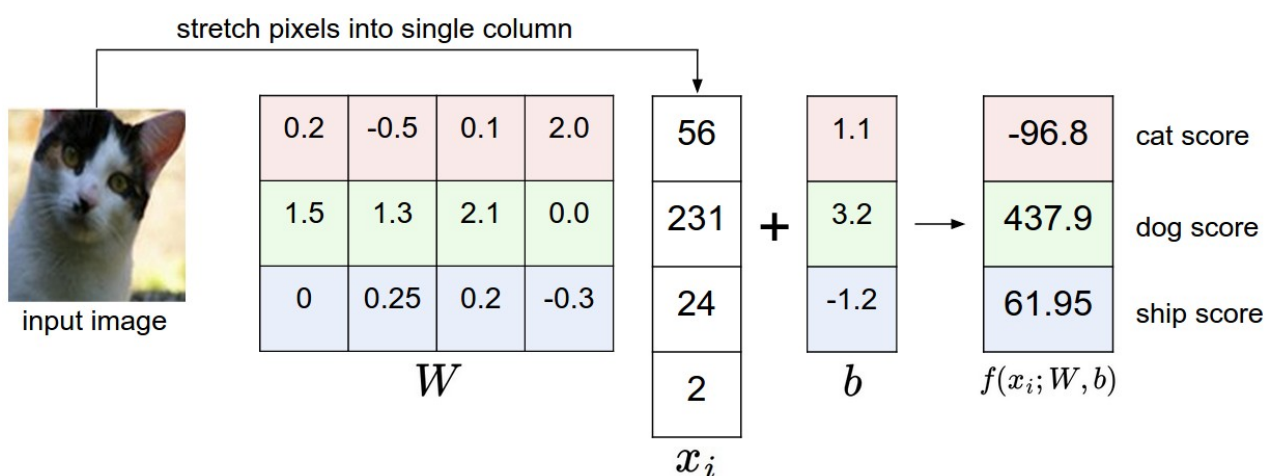 stretch pixels into single column
input image
0.2 -0.5 0.1 2.0
1.5 1.3 2.1 0.0
0 0.25 0.2 -0.3
W
56
231
24
2
x_i
+
1.1
3.2
-1.2
b
-96.8 cat score
437.9 dog score
61.95 ship score
f(x_i; W, b)